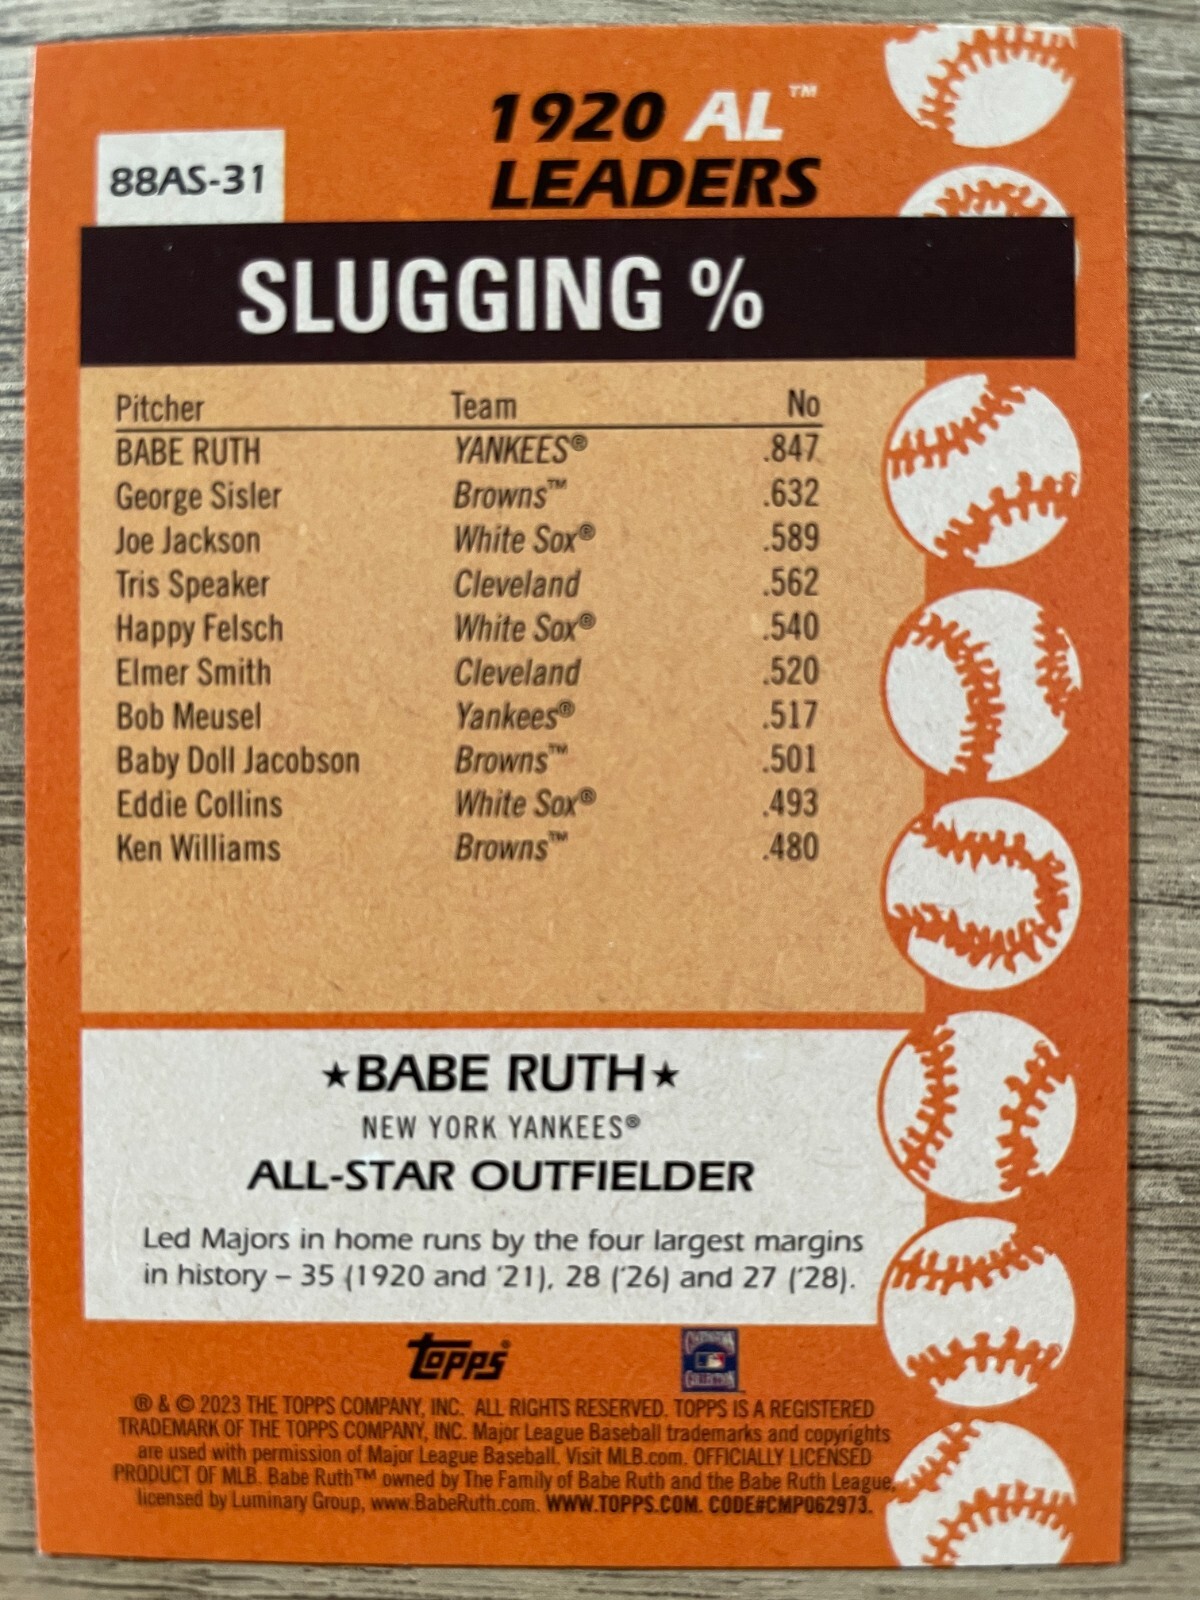 1920 AL™
LEADERS
88AS-31
SLUGGING %
Pitcher Team No
BABE RUTH YANKEES® .847
George Sisler Browns™ .632
Joe Jackson White Sox® .589
Tris Speaker Cleveland .562
Happy Felsch White Sox® .540
Elmer Smith Cleveland .520
Bob Meusel Yankees® .517
Baby Doll Jacobson Browns™ .501
Eddie Collins White Sox® .493
Ken Williams Browns™ .480
★BABE RUTH★
NEW YORK YANKEES®
ALL-STAR OUTFIELDER
Led Majors in home runs by the four largest margins
in history – 35 (1920 and '21), 28 ('26) and 27 ('28).
topps®
COOPERSTOWN
COLLECTION
® & © 2023 THE TOPPS COMPANY, INC. ALL RIGHTS RESERVED. TOPPS IS A REGISTERED
TRADEMARK OF THE TOPPS COMPANY, INC. Major League Baseball trademarks and copyrights
are used with permission of Major League Baseball. Visit MLB.com. OFFICIALLY LICENSED
PRODUCT OF MLB. Babe Ruth™ owned by The Family of Babe Ruth and the Babe Ruth League,
licensed by Luminary Group, www.BabeRuth.com. WWW.TOPPS.COM. CODE#CMP062973.